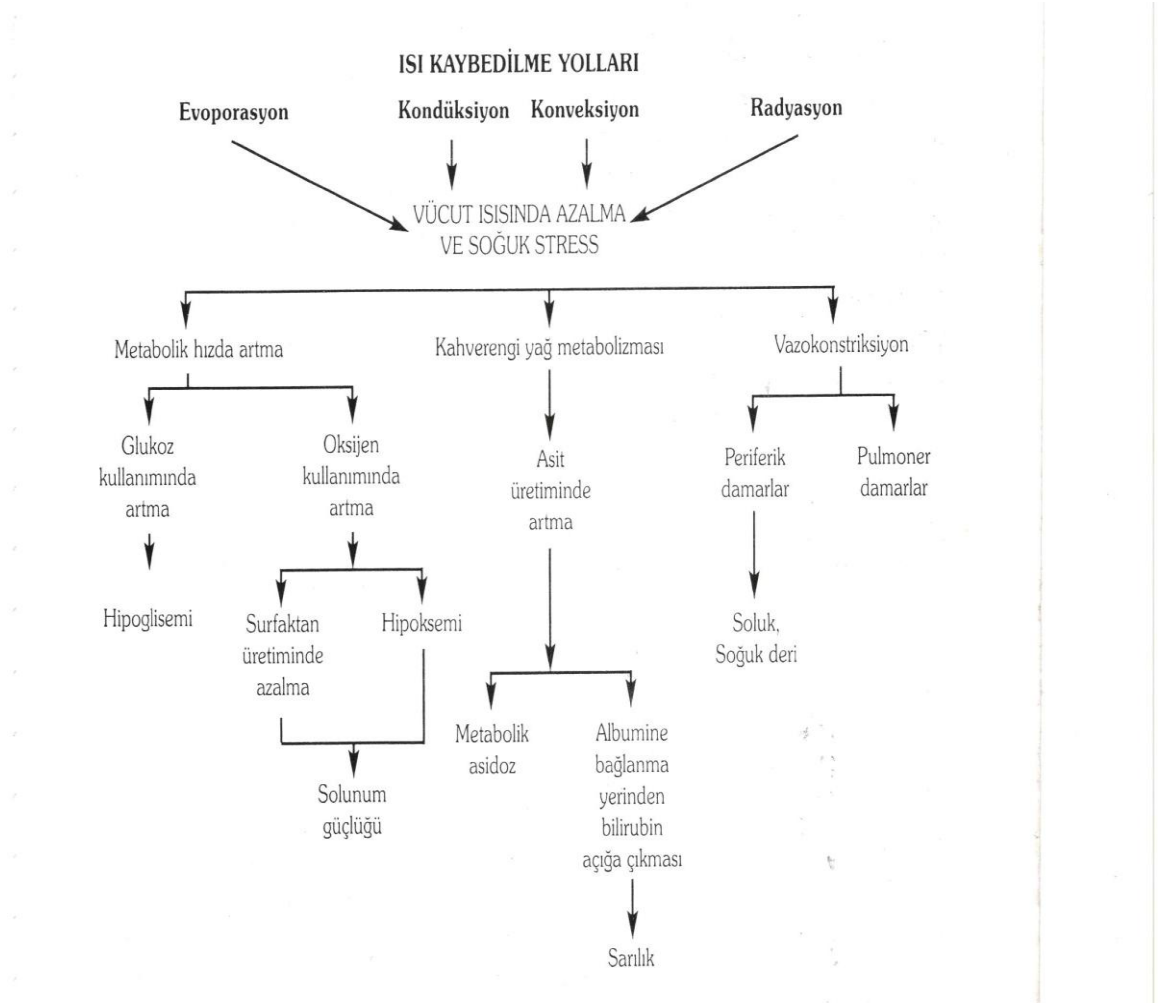 ISI KAYBEDİLME YOLLARI
Evoporasyon
Kondüksiyon
Konveksiyon
Radyasyon
VÜCUT ISISINDA AZALMA
VE SOĞUK STRESS
Metabolik hızda artma
Kahverengi yağ metabolizması
Vazokonstriksiyon
Glukoz
kullanımında
artma
Oksijen
kullanımında
artma
Asit
üretiminde
artma
Periferik
damarlar
Pulmoner
damarlar
Hipoglisemi
Surfaktan
üretiminde
azalma
Hipoksemi
Soluk,
Soğuk deri
Metabolik
asidoz
Albumine
bağlanma
yerinden
bilirubin
açığa çıkması
Solunum
güçlüğü
Sarılık